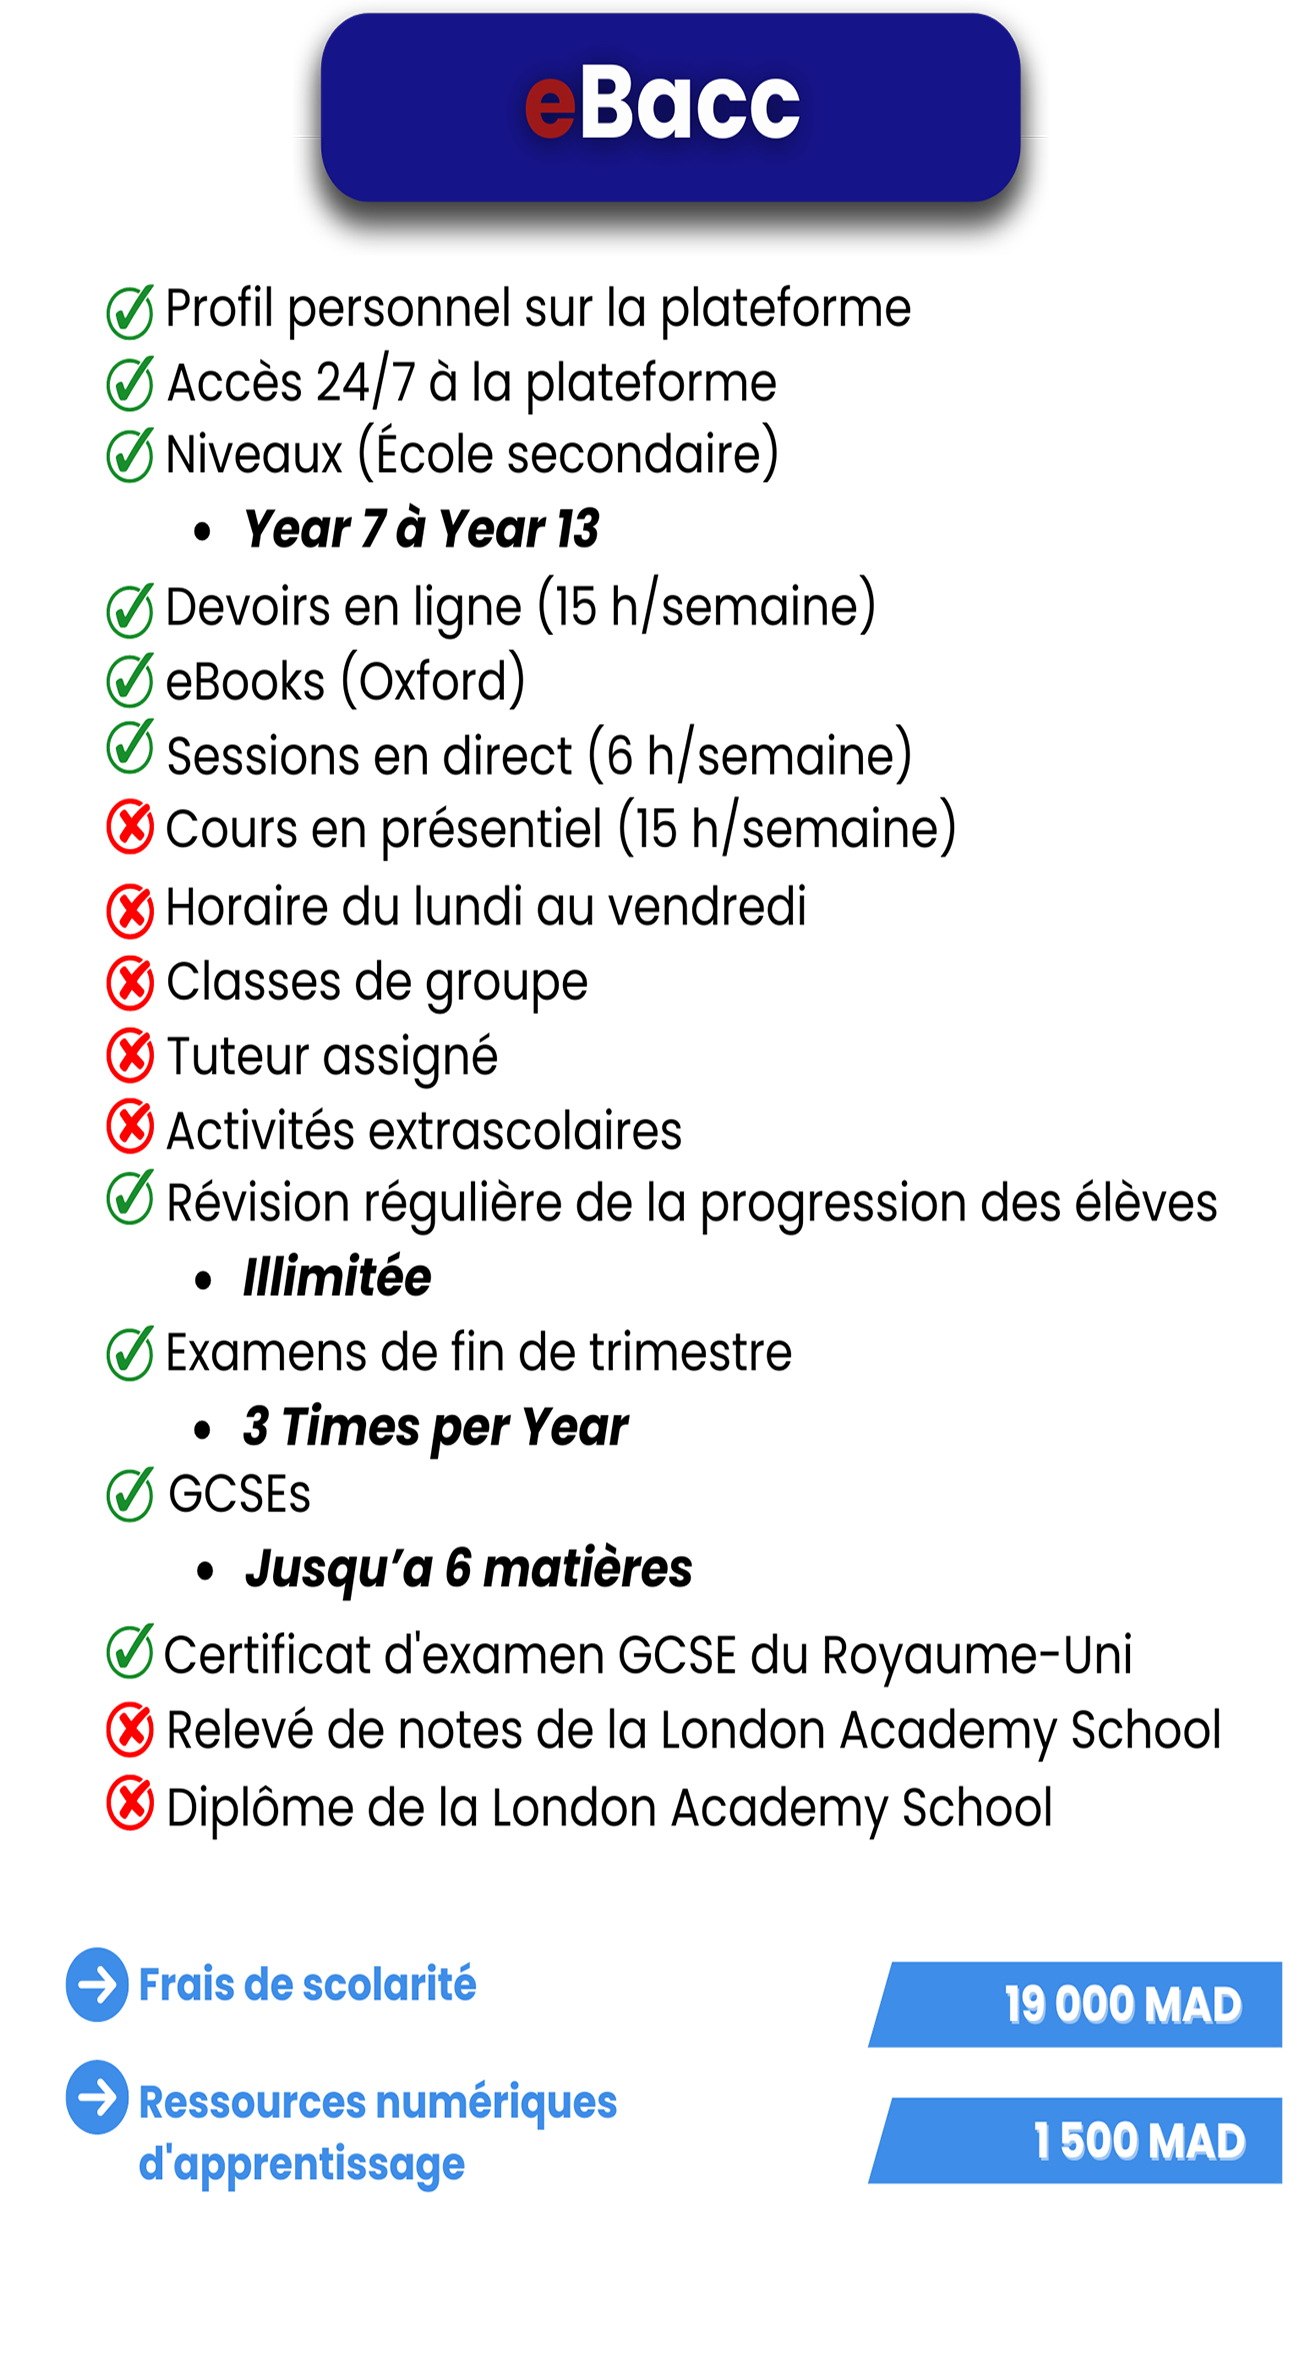 eBacc
Profil personnel sur la plateforme
Accès 24/7 à la plateforme
Niveaux (École secondaire)
• Year 7 à Year 13
Devoirs en ligne (15 h/semaine)
eBooks (Oxford)
Sessions en direct (6 h/semaine)
Cours en présentiel (15 h/semaine)
Horaire du lundi au vendredi
Classes de groupe
Tuteur assigné
Activités extrascolaires
Révision régulière de la progression des élèves
• Illimitée
Examens de fin de trimestre
• 3 Times per Year
GCSEs
• Jusqu’a 6 matières
Certificat d'examen GCSE du Royaume-Uni
Relevé de notes de la London Academy School
Diplôme de la London Academy School
Frais de scolarité
19 000 MAD
Ressources numériques
d'apprentissage
1 500 MAD